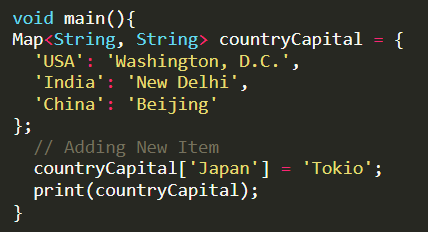 void main(){
Map<String, String> countryCapital = {
  'USA': 'Washington, D.C.',
  'India': 'New Delhi',
  'China': 'Beijing'
};
  // Adding New Item
  countryCapital['Japan'] = 'Tokio';
  print(countryCapital);
}